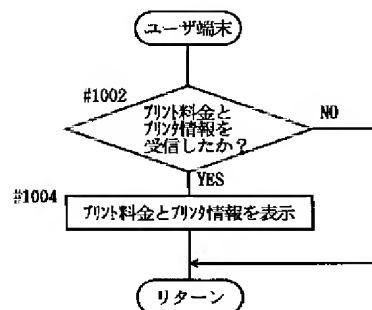 ユーザ端末
#1002
プリント料金と
プリンタ情報を
受信したか?
NO
YES
#1004
プリント料金とプリンタ情報を表示
リターン